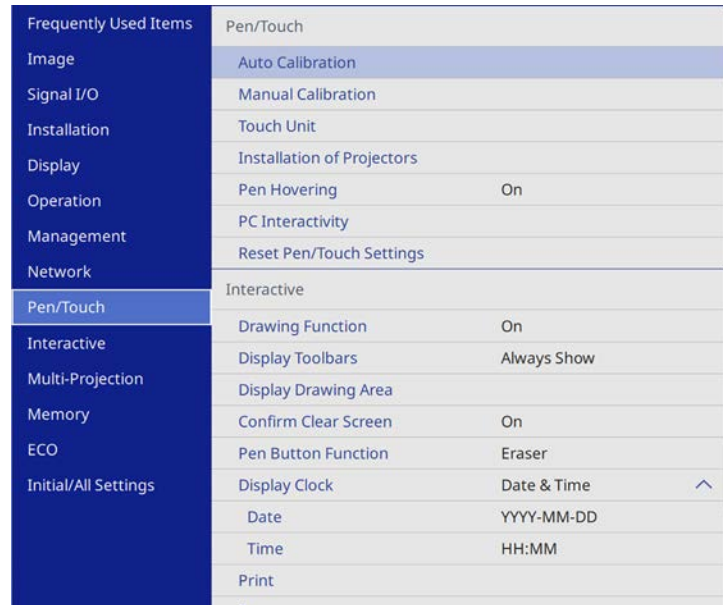 Frequently Used Items
Image
Signal I/O
Installation
Display
Operation
Management
Network
Pen/Touch
Interactive
Multi-Projection
Memory
ECO
Initial/All Settings
Pen/Touch
Auto Calibration
Manual Calibration
Touch Unit
Installation of Projectors
Pen Hovering On
PC Interactivity
Reset Pen/Touch Settings
Interactive
Drawing Function On
Display Toolbars Always Show
Display Drawing Area
Confirm Clear Screen On
Pen Button Function Eraser
Display Clock Date & Time
Date YYYY-MM-DD
Time HH:MM
Print